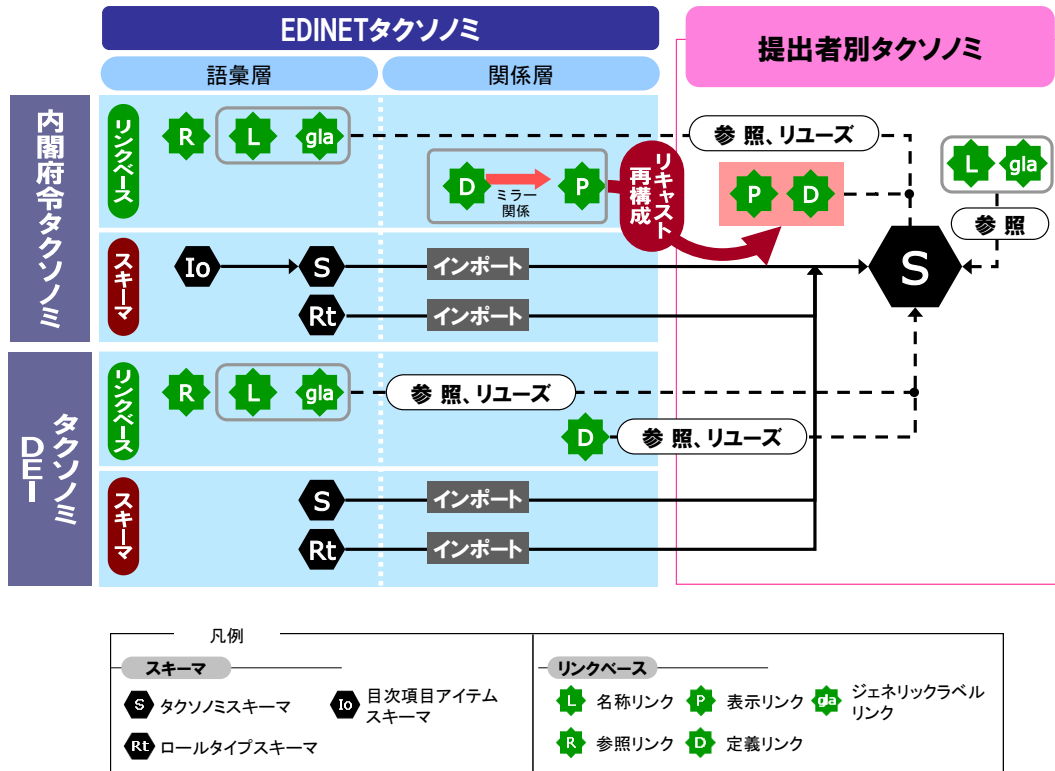 EDINETタクソノミ
提出者別タクソノミ
語彙層
関係層
内閣府令タクソノミ
リンクベース
R
L
gla
参照、リユーズ
L
gla
D
ミラー
関係
P
リキャスト
再構成
P
D
参照
スキーマ
Io
S
インポート
S
Rt
インポート
DEI
タクソノミ
リンクベース
R
L
gla
参照、リユーズ
D
参照、リユーズ
スキーマ
S
インポート
Rt
インポート
凡例
スキーマ
S タクソノミスキーマ
Io 目次項目アイテム
スキーマ
Rt ロールタイプスキーマ
リンクベース
L 名称リンク
P 表示リンク
gla ジェネリックラベル
リンク
R 参照リンク
D 定義リンク